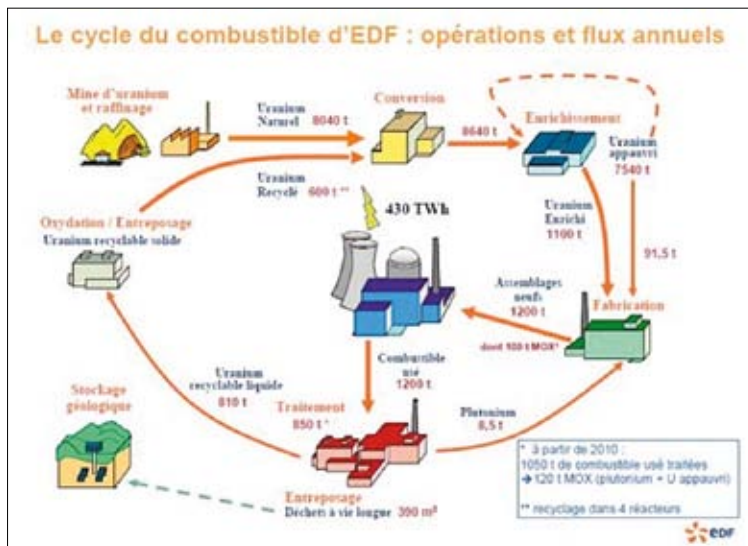 Le cycle du combustible d'EDF : opérations et flux annuels
Mine d'uranium
et raffinage
Uranium
Naturel 8040 t
Conversion
8640 t
Enrichissement
Uranium
appauvri
7540 t
Uranium
Recyclé 600 t **
430 TWh
Uranium
Enrichi
1100 t
91,5 t
Oxydation / Entreposage
Uranium recyclable solide
Assemblages
neufs
1200 t
Fabrication
dont 100 t MOX*
Combustible
usé
1200 t
Uranium
recyclable liquide
810 t
Stockage
géologique
Traitement
850 t *
Plutonium
8,5 t
Entreposage
Déchets à vie longue 390 m³
* à partir de 2010 :
1050 t de combustible usé traitées
➔ 120 t MOX (plutonium + U appauvri)
** recyclage dans 4 réacteurs
edf